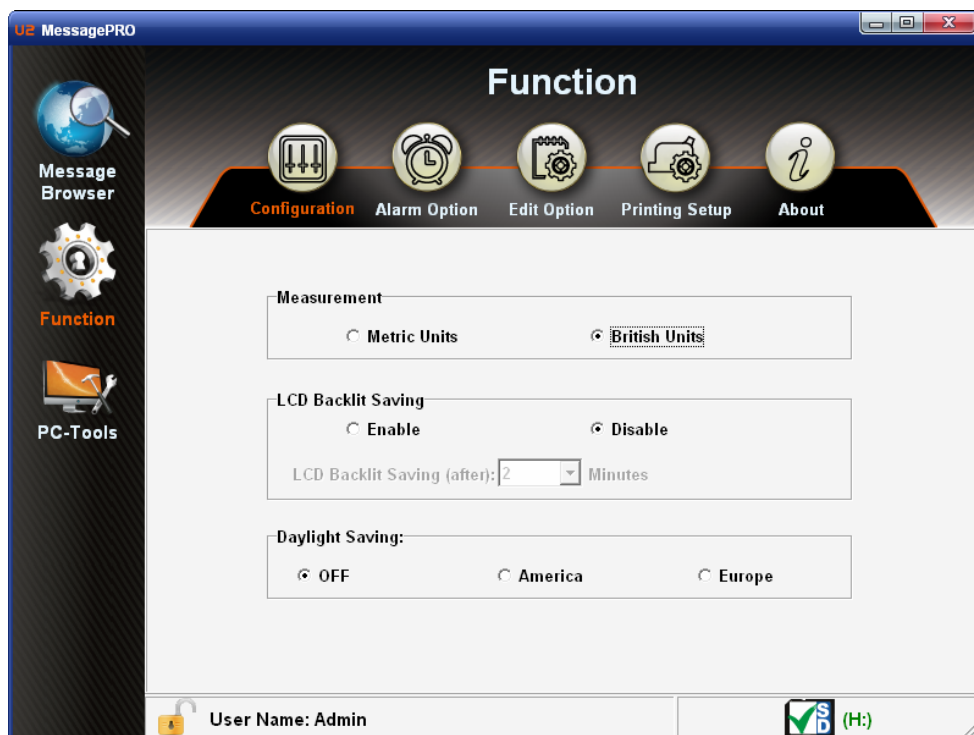 U2 MessagePRO
Function
Message
Browser
Function
PC-Tools
Configuration
Alarm Option
Edit Option
Printing Setup
About
Measurement
Metric Units
British Units
LCD Backlit Saving
Enable
Disable
LCD Backlit Saving (after): 2 Minutes
Daylight Saving:
OFF
America
Europe
User Name: Admin
SD
(H:)